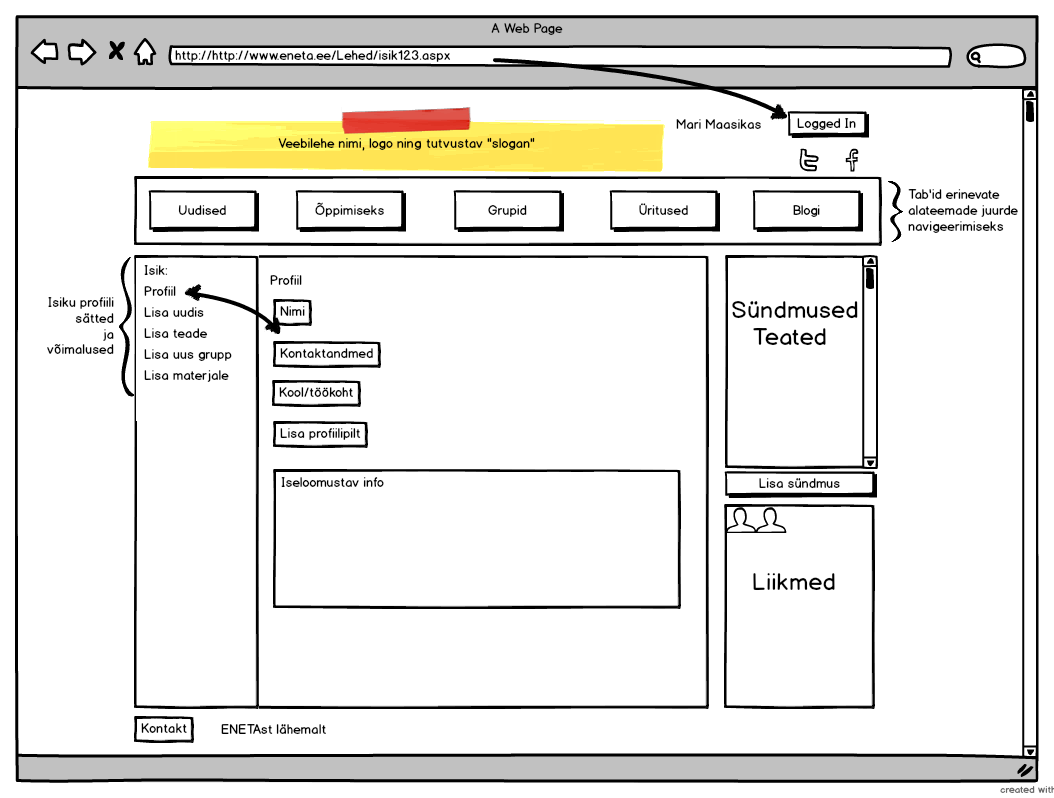 A Web Page
http://http://www.eneta.ee/Lehed/isik123.aspx
Veebilehe nimi, logo ning tutvustav "slogan"
Mari Maasikas
Logged In
Uudised
Õppimiseks
Grupid
Üritused
Blogi
Tab'id erinevate
alateemade juurde
navigeerimiseks
Isiku profiili
sätted
ja
võimalused
Isik:
Profiil
Lisa uudis
Lisa teade
Lisa uus grupp
Lisa materjale
Profiil
Nimi
Kontaktandmed
Kool/töökoht
Lisa profiilipilt
Iseloomustav info
Sündmused
Teated
Lisa sündmus
Liikmed
Kontakt
ENETAst lähemalt
created with